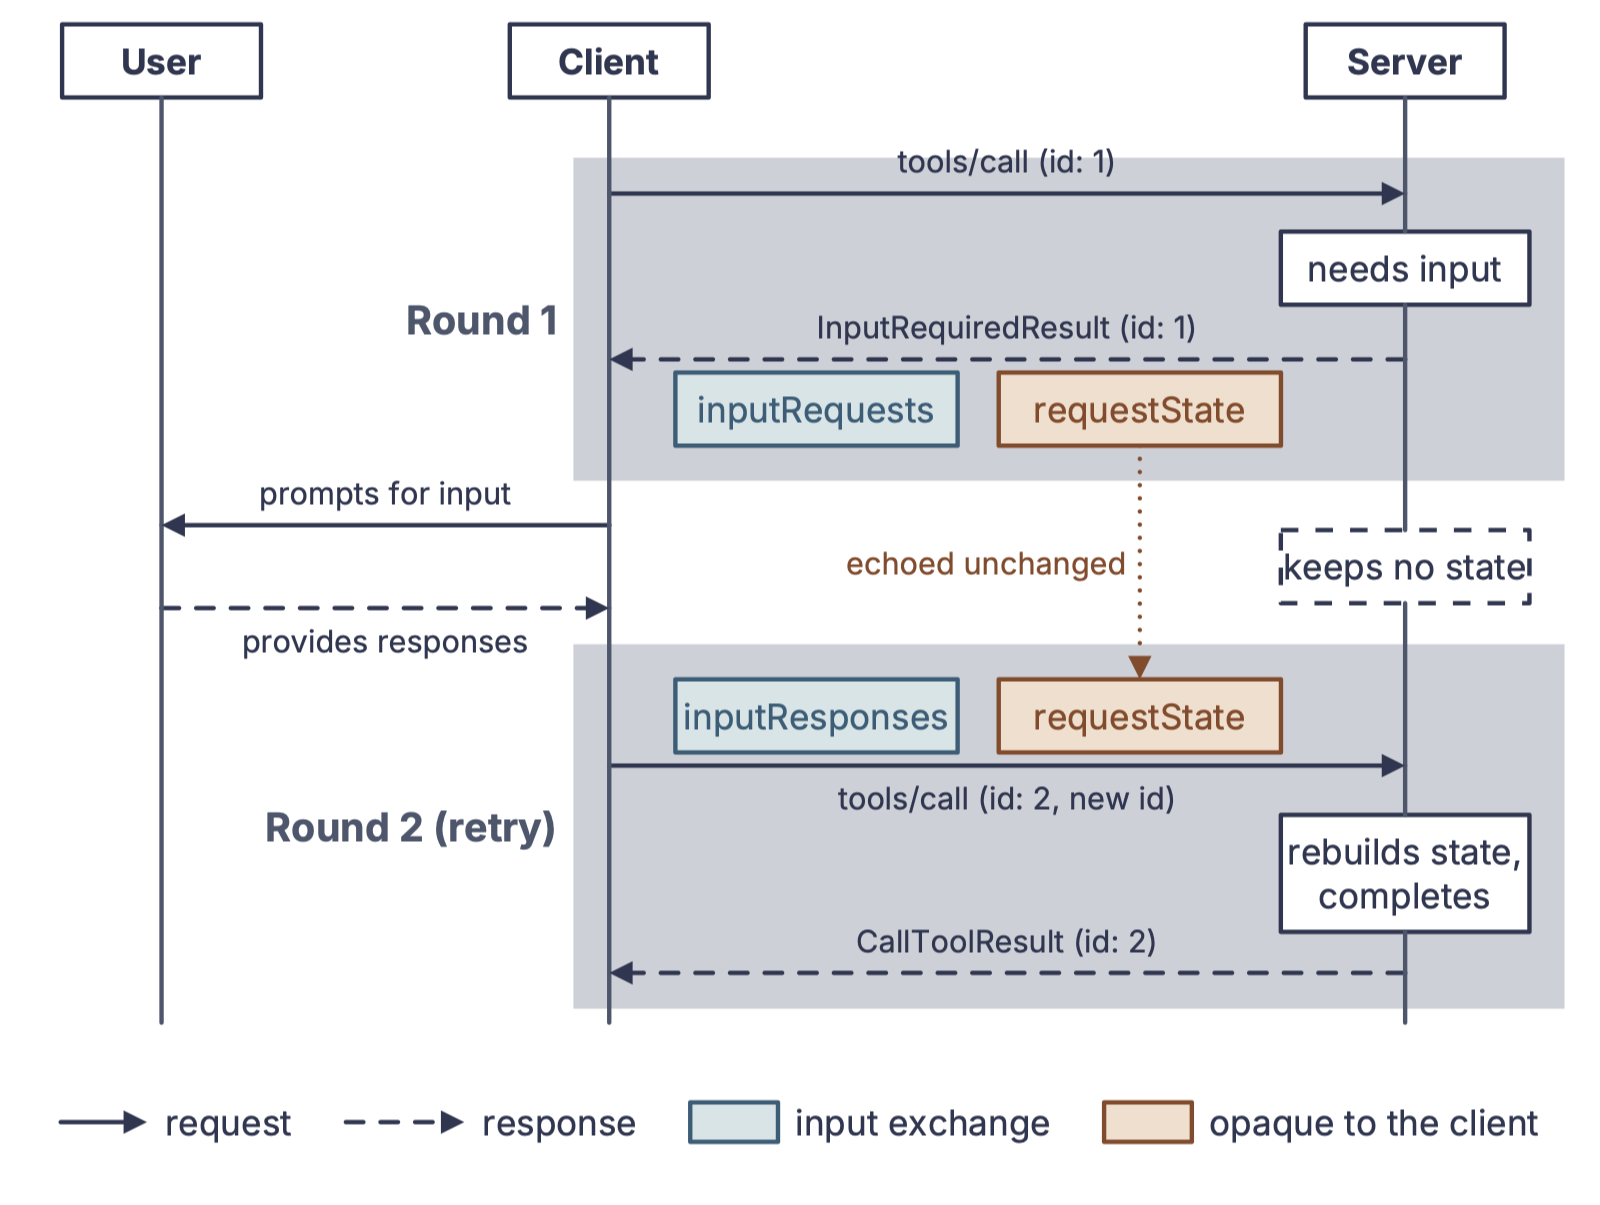 User
Client
Server
tools/call (id: 1)
needs input
Round 1
InputRequiredResult (id: 1)
inputRequests
requestState
prompts for input
echoed unchanged
keeps no state
provides responses
inputResponses
requestState
tools/call (id: 2, new id)
Round 2 (retry)
rebuilds state,
completes
CallToolResult (id: 2)
request
response
input exchange
opaque to the client